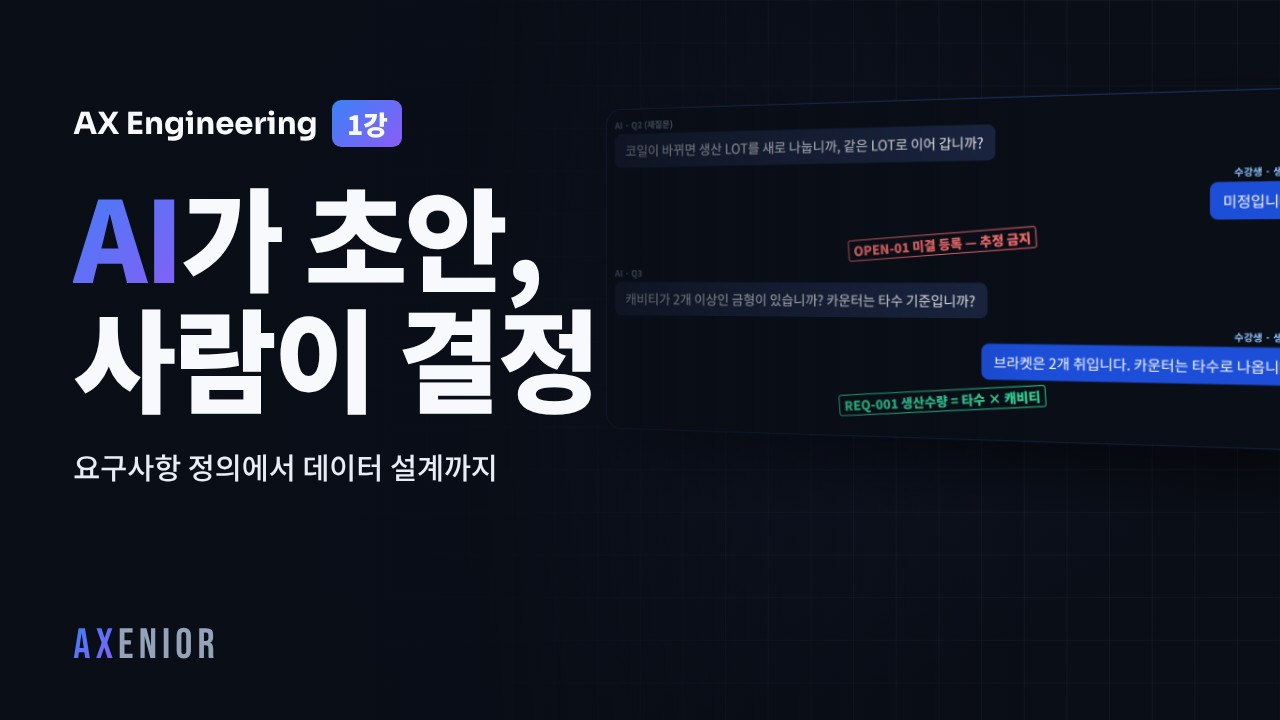 AX Engineering 1강
AI가 초안,
사람이 결정
요구사항 정의에서 데이터 설계까지
AXENIOR
AI · Q2 (재질문)
코일이 바뀌면 생산 LOT를 새로 나눕니까, 같은 LOT로 이어 갑니까?
수강생 ·
미정입니
OPEN-01 미결 등록 — 추정 금지
AI · Q3
캐비티가 2개 이상인 금형이 있습니까? 카운터는 타수 기준입니까?
수강생 ·
브라켓은 2개 취입니다. 카운터는 타수로 나옵니
REQ-001 생산수량 = 타수 × 캐비티